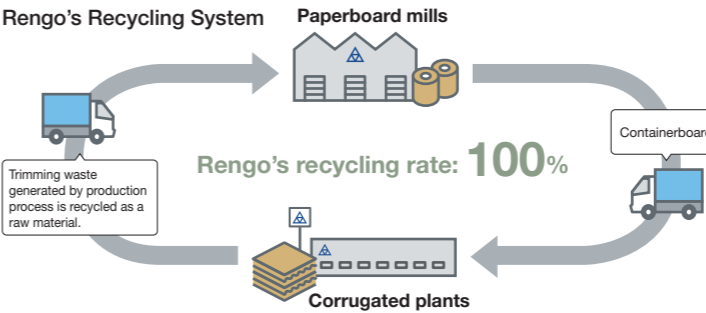 Rengo's Recycling System
Paperboard mills
Containerboard
Trimming waste
generated by production
process is recycled as a
raw material.
Rengo's recycling rate: 100%
Corrugated plants